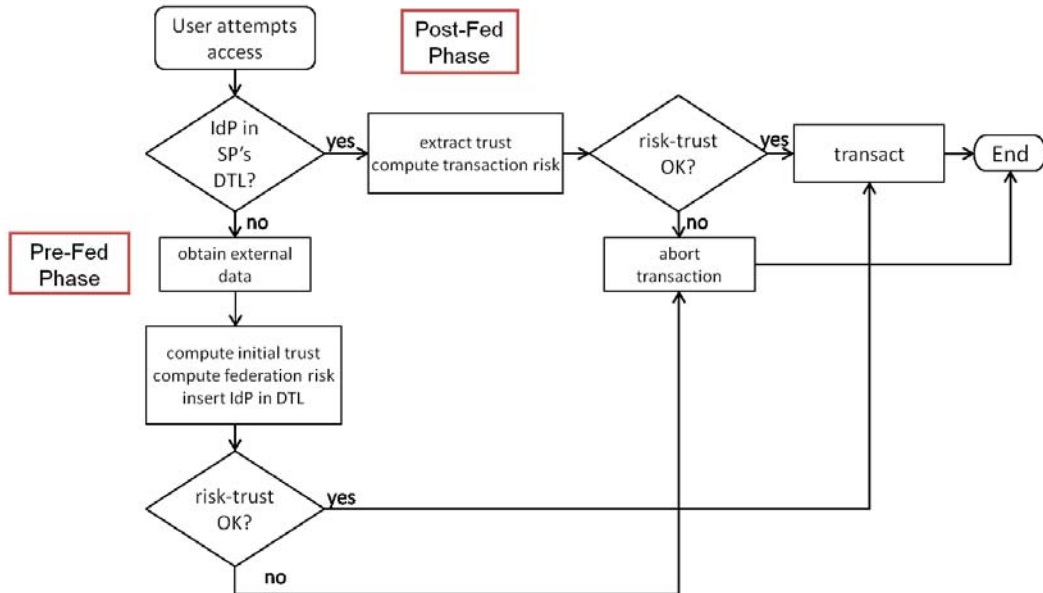 User attempts
access
Post-Fed
Phase
IdP in
SP's
DTL?
yes
extract trust
compute transaction risk
risk-trust
OK?
yes
transact
End
no
no
Pre-Fed
Phase
obtain external
data
abort
transaction
compute initial trust
compute federation risk
insert IdP in DTL
risk-trust
OK?
yes
no